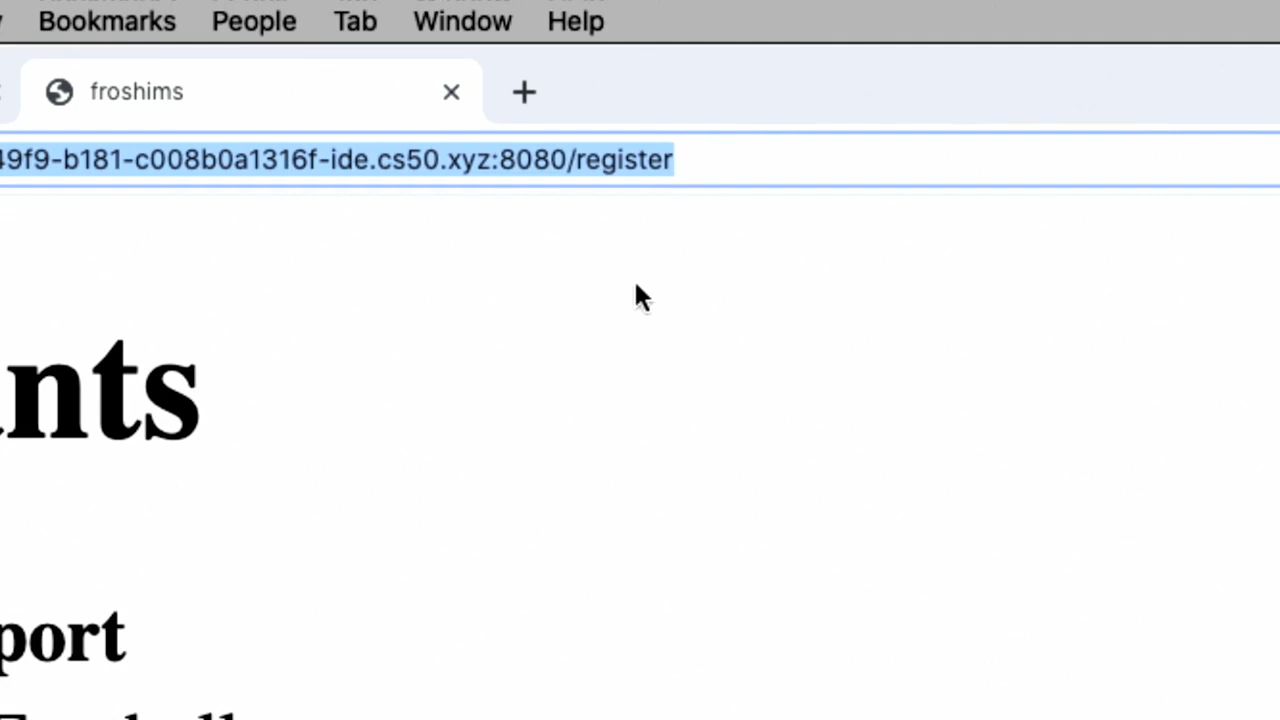 Bookmarks People Tab Window Help
froshims
49f9-b181-c008b0a1316f-ide.cs50.xyz:8080/register
nts
port